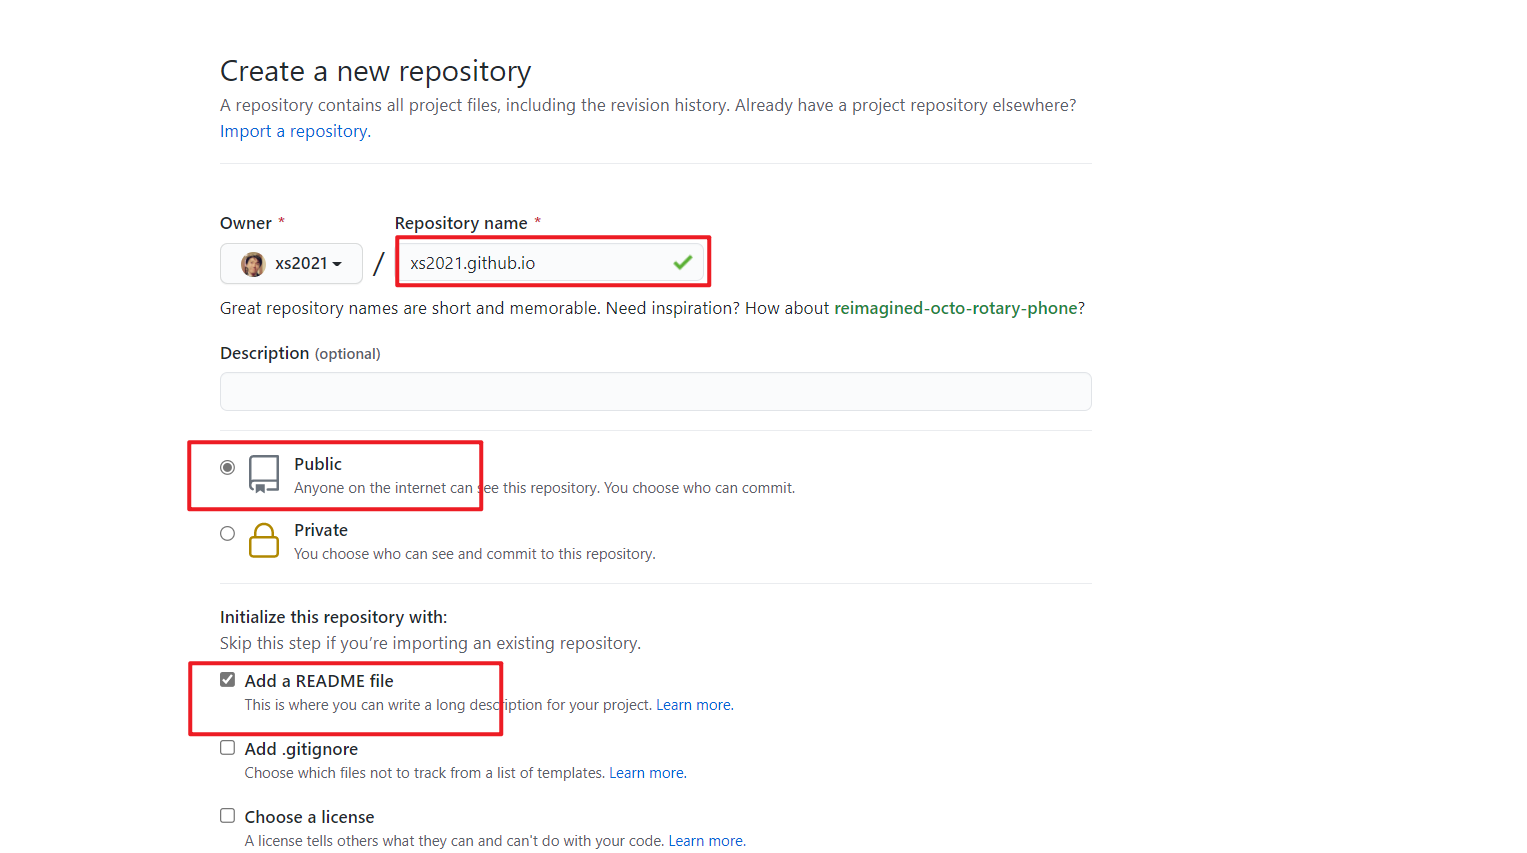 Create a new repository
A repository contains all project files, including the revision history. Already have a project repository elsewhere?
Import a repository.
Owner * Repository name *
xs2021 / xs2021.github.io
Great repository names are short and memorable. Need inspiration? How about reimagined-octo-rotary-phone?
Description (optional)
Public
Anyone on the internet can see this repository. You choose who can commit.
Private
You choose who can see and commit to this repository.
Initialize this repository with:
Skip this step if you’re importing an existing repository.
Add a README file
This is where you can write a long description for your project. Learn more.
Add .gitignore
Choose which files not to track from a list of templates. Learn more.
Choose a license
A license tells others what they can and can't do with your code. Learn more.